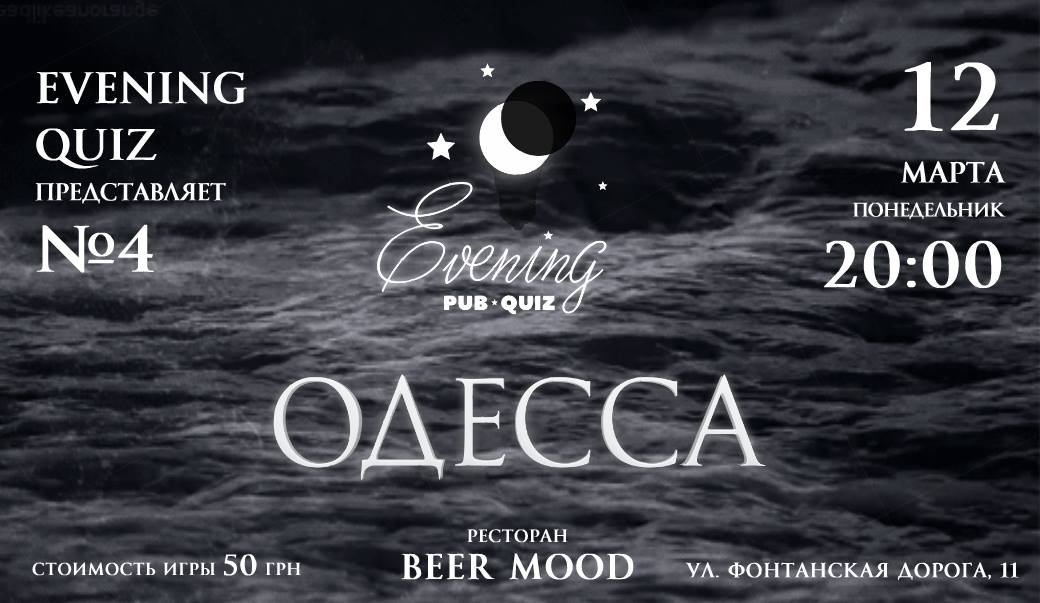 EVENING
QUIZ
ПРЕДСТАВЛЯЕТ
№4
Evening
PUB QUIZ
12
МАРТА
ПОНЕДЕЛЬНИК
20:00
ОДЕССА
СТОИМОСТЬ ИГРЫ 50 ГРН
РЕСТОРАН
BEER MOOD
УЛ. ФОНТАНСКАЯ ДОРОГА, 11